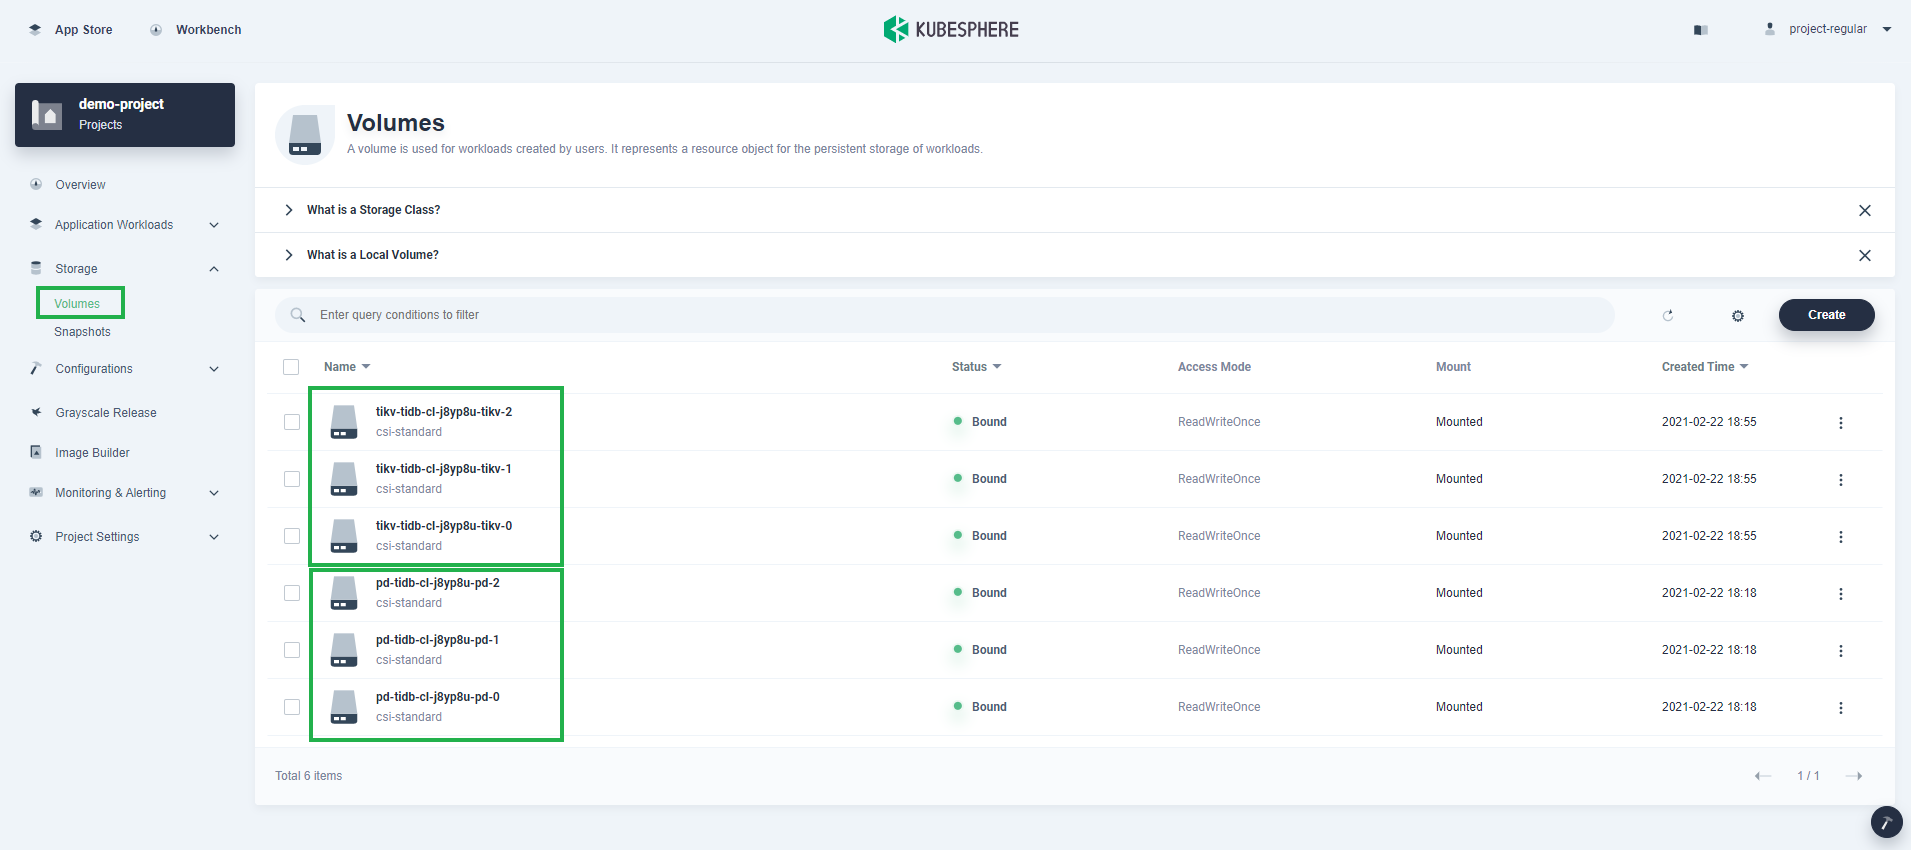 App Store Workbench KUBESPHERE project-regular
demo-project
Projects
Overview
Application Workloads
Storage
Volumes
Snapshots
Configurations
Grayscale Release
Image Builder
Monitoring & Alerting
Project Settings
Volumes
A volume is used for workloads created by users. It represents a resource object for the persistent storage of workloads.
What is a Storage Class?
What is a Local Volume?
Enter query conditions to filter Create
Name Status Access Mode Mount Created Time
tikv-tidb-cl-j8yp8u-tikv-2
csi-standard
Bound ReadWriteOnce Mounted 2021-02-22 18:55
tikv-tidb-cl-j8yp8u-tikv-1
csi-standard
Bound ReadWriteOnce Mounted 2021-02-22 18:55
tikv-tidb-cl-j8yp8u-tikv-0
csi-standard
Bound ReadWriteOnce Mounted 2021-02-22 18:55
pd-tidb-cl-j8yp8u-pd-2
csi-standard
Bound ReadWriteOnce Mounted 2021-02-22 18:18
pd-tidb-cl-j8yp8u-pd-1
csi-standard
Bound ReadWriteOnce Mounted 2021-02-22 18:18
pd-tidb-cl-j8yp8u-pd-0
csi-standard
Bound ReadWriteOnce Mounted 2021-02-22 18:18
Total 6 items 1 / 1